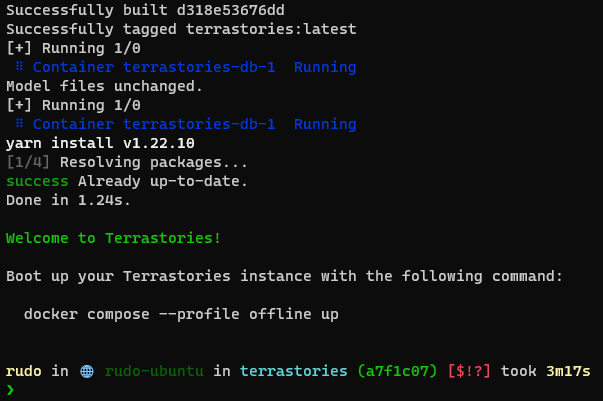 Successfully built d318e53676dd
Successfully tagged terrastories:latest
[+] Running 1/0
⠿ Container terrastories-db-1  Running
Model files unchanged.
[+] Running 1/0
⠿ Container terrastories-db-1  Running
yarn install v1.22.10
[1/4] Resolving packages...
success Already up-to-date.
Done in 1.24s.
Welcome to Terrastories!
Boot up your Terrastories instance with the following command:
docker compose --profile offline up
rudo in 🌐 rudo-ubuntu in terrastories (a7f1c07) [$!?] took 3m17s
❯